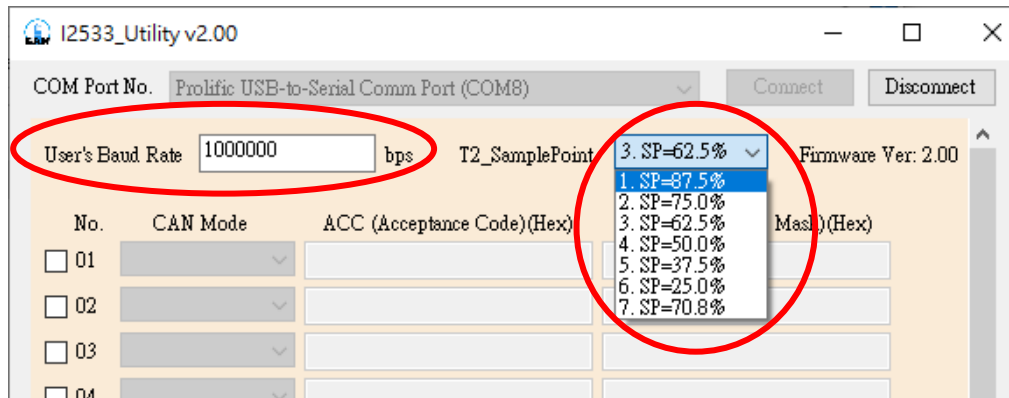 I2533_Utility v2.00
COM Port No. Prolific USB-to-Serial Comm Port (COM8) Connect Disconnect
User's Baud Rate 1000000 bps T2_SamplePoint 3. SP=62.5% Firmware Ver: 2.00
1. SP=87.5%
2. SP=75.0%
3. SP=62.5%
4. SP=50.0%
5. SP=37.5%
6. SP=25.0%
7. SP=70.8%
No. CAN Mode ACC (Acceptance Code)(Hex) Mask)(Hex)
01
02
03
04